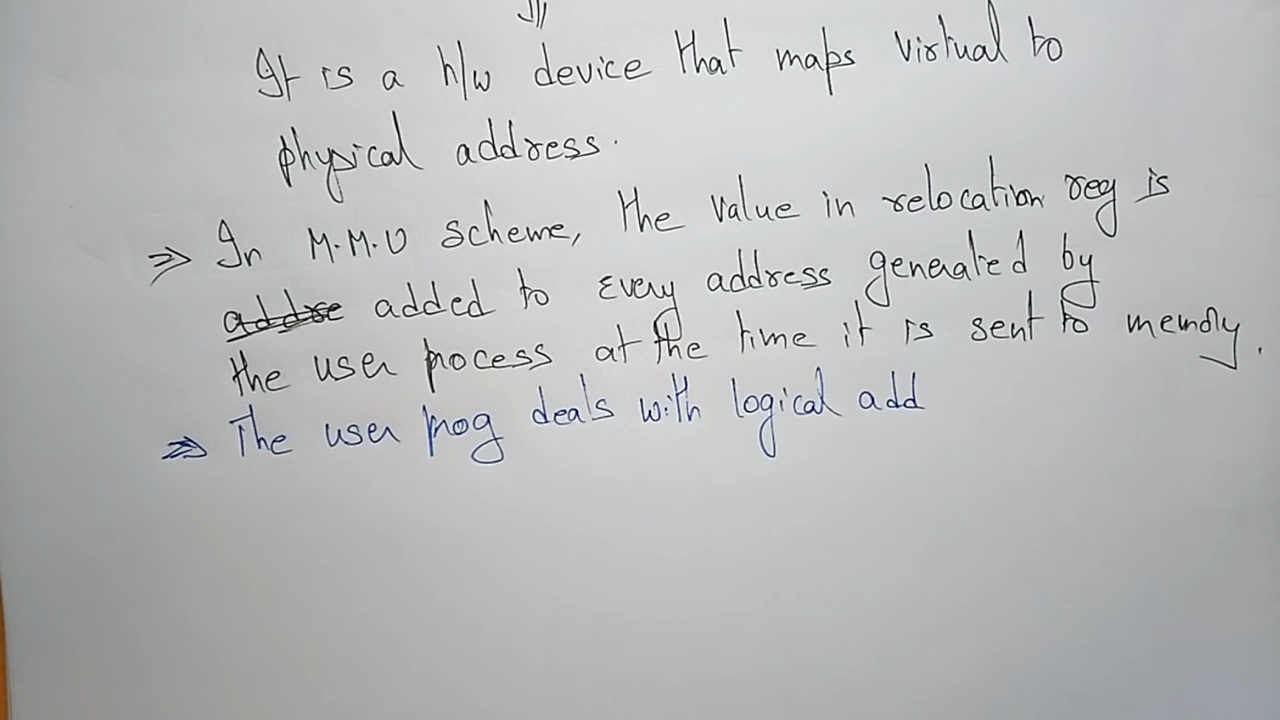 It is a h/w device that maps virtual to
physical address.
⇒ In M.M.U scheme, the value in relocation reg is
addre added to every address generated by
the user process at the time it is sent to memory.
⇒ The user prog deals with logical add